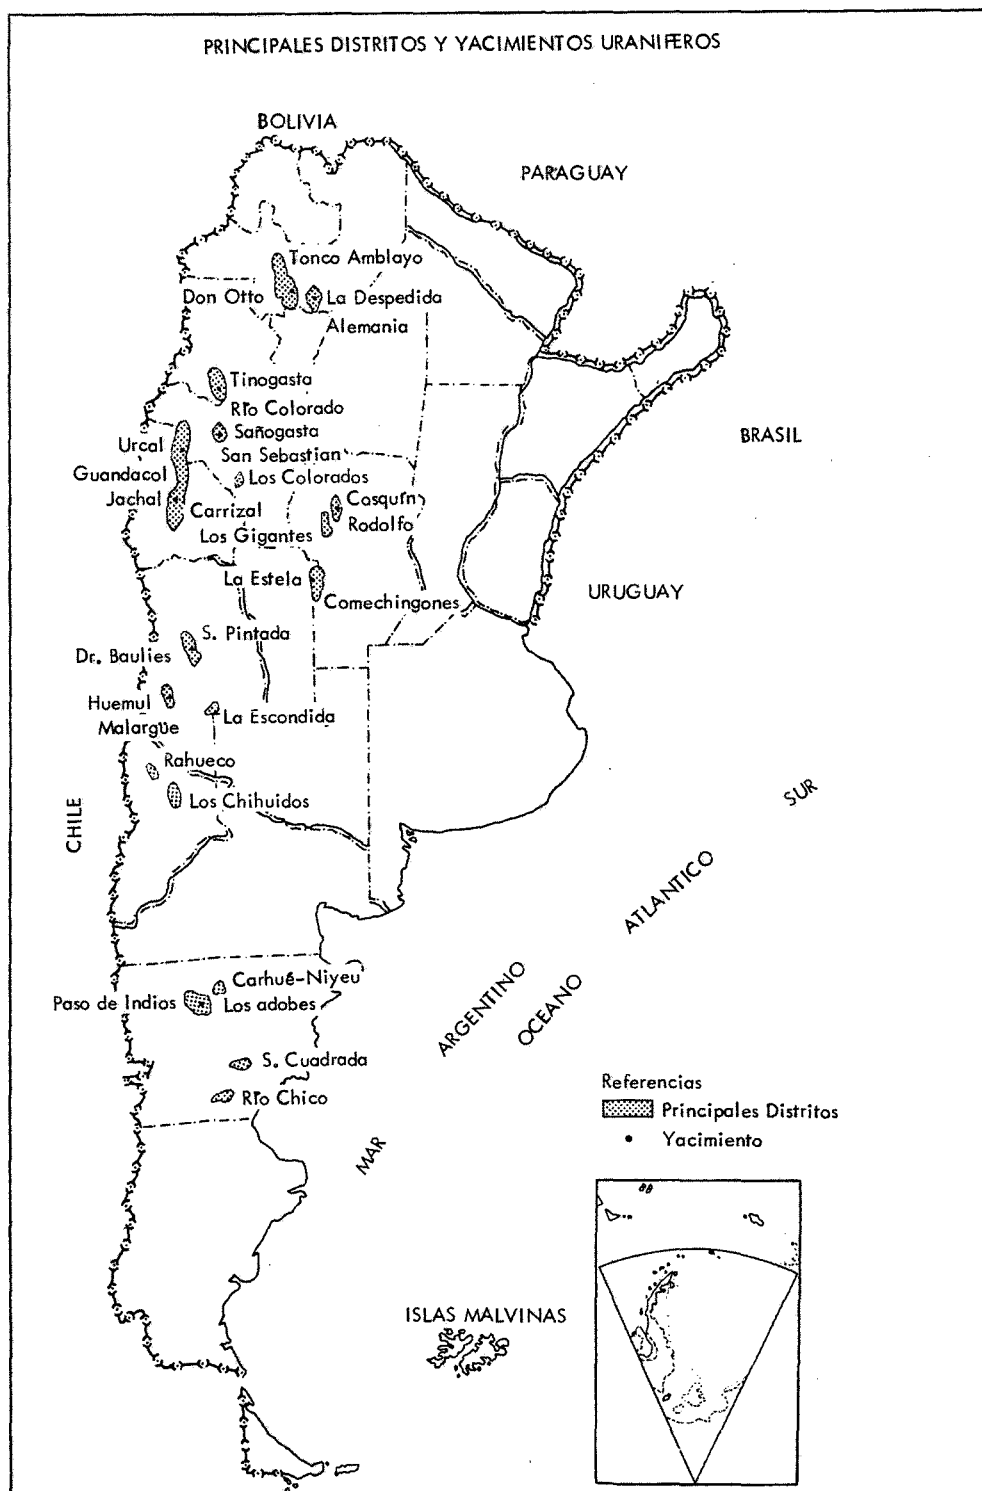 PRINCIPALES DISTRITOS Y YACIMIENTOS URANIFEROS
BOLIVIA
PARAGUAY
Tonco Amblayo
Don Otto
La Despedida
Alemania
Tinogasta
Río Colorado
Sañogasta
San Sebastian
BRASIL
Urcal
Guandacol
Los Colorados
Jachal
Carrizal
Cosquín
Rodolfo
Los Gigantes
La Estela
Comechingones
URUGUAY
S. Pintada
Dr. Baulies
Huemul
Malargüe
La Escondida
Rahueco
Los Chihuidos
CHILE
SUR
ATLANTICO
ARGENTINO
OCEANO
Carhué-Niyeu
Paso de Indios
Los adobes
S. Cuadrada
Río Chico
MAR
Referencias
Principales Distritos
Yacimiento
ISLAS MALVINAS